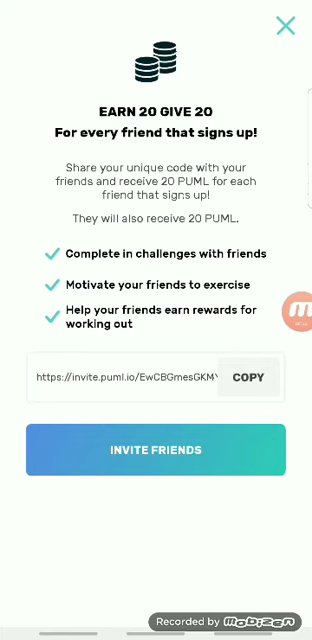 EARN 20 GIVE 20
For every friend that signs up!
Share your unique code with your
friends and receive 20 PUML for each
friend that signs up!
They will also receive 20 PUML.
Complete in challenges with friends
Motivate your friends to exercise
Help your friends earn rewards for
working out
https://invite.puml.io/EwCBGmesGKMY COPY
INVITE FRIENDS
Recorded by mobizen